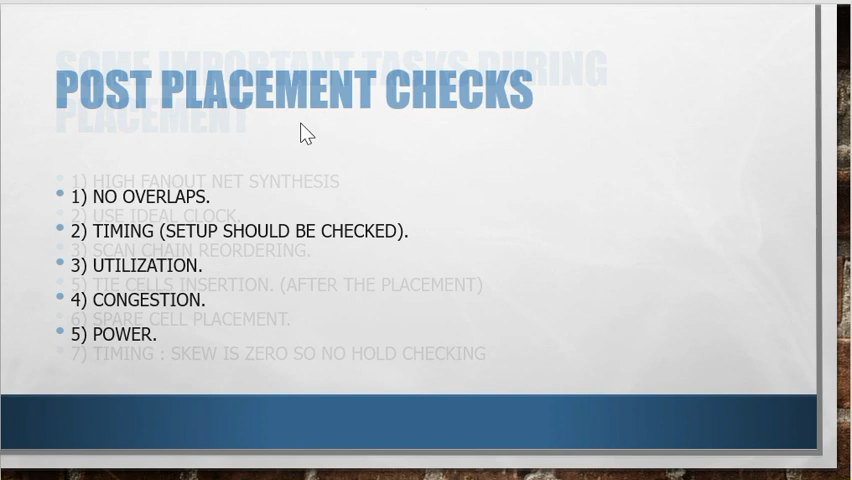 SOME IMPORTANT TASKS DURING
POST PLACEMENT CHECKS
PLACEMENT
1) HIGH FANOUT NET SYNTHESIS
1) NO OVERLAPS.
2) USE IDEAL CLOCK.
2) TIMING (SETUP SHOULD BE CHECKED).
3) SCAN CHAIN REORDERING.
3) UTILIZATION.
5) TIE CELLS INSERTION. (AFTER THE PLACEMENT)
4) CONGESTION.
6) SPARE CELL PLACEMENT.
5) POWER.
7) TIMING : SKEW IS ZERO SO NO HOLD CHECKING